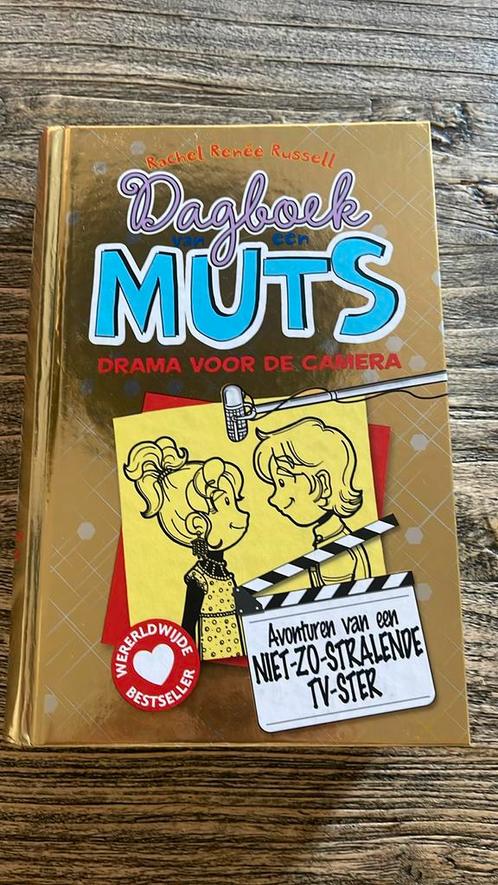 Rachel Renée Russell
Dagboek
van een
MUTS
DRAMA VOOR DE CAMERA
WERERLDWIJDE
BESTSELLER
Avonturen van een
NIET-ZO-STRALENDE
TV-STER